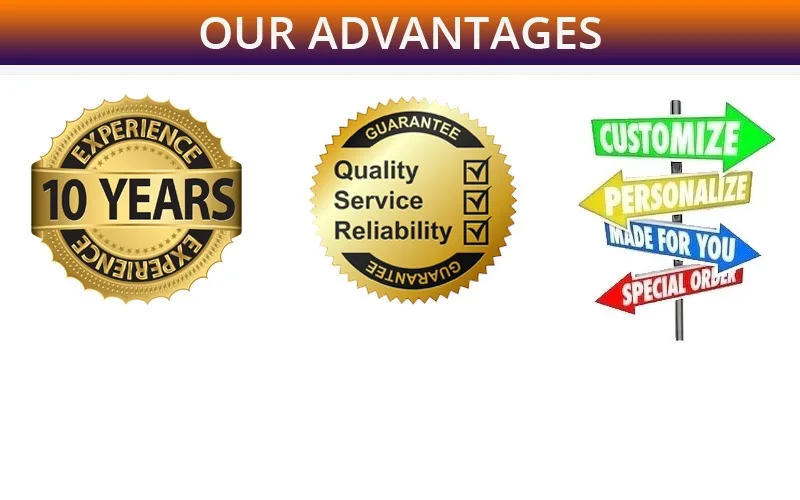 OUR ADVANTAGES
EXPERIENCE
10 YEARS
EXPERIENCE
GUARANTEE
Quality
Service
Reliability
GUARANTEE
CUSTOMIZE
PERSONALIZE
MADE FOR YOU
SPECIAL ORDER